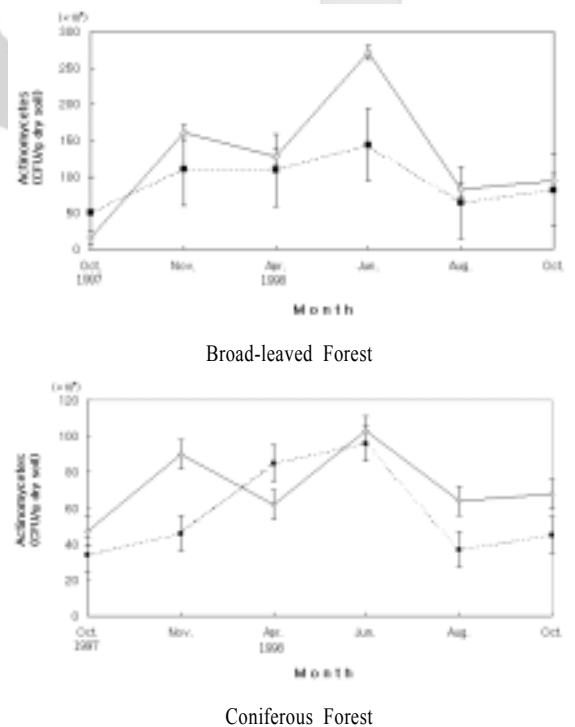 300
250
200
150
100
50
0
Actinomycetes
(CFU/g dry soil)
Oct. Nov. Apr. Jun. Aug. Oct.
1997 1998
Month
Broad-leaved Forest
120
100
80
60
40
20
0
Actinomycetes
(CFU/g dry soil)
Oct. Nov. Apr. Jun. Aug. Oct.
1997 1998
Month
Coniferous Forest